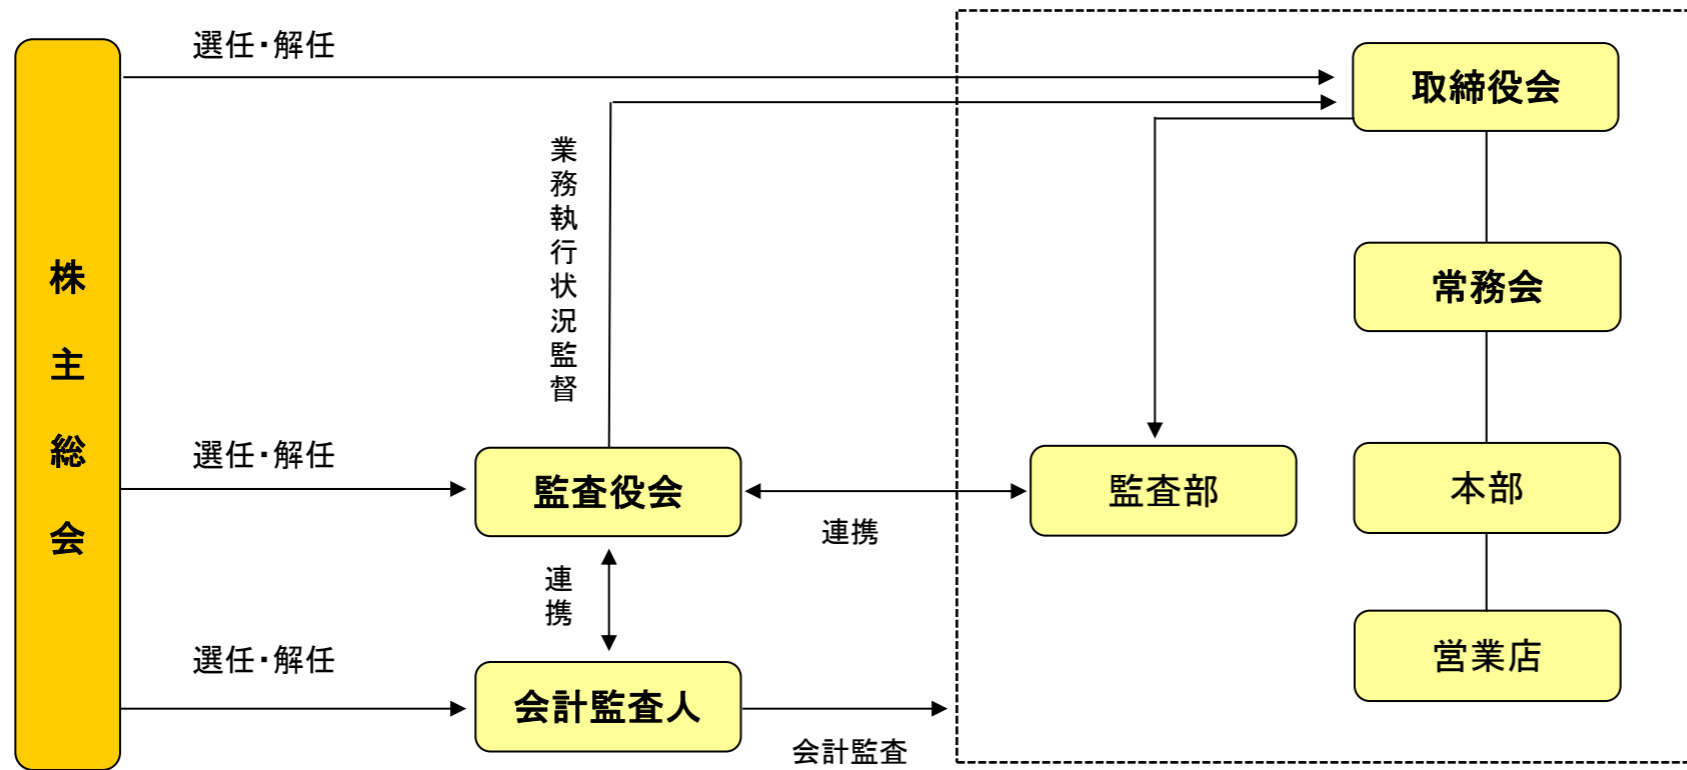 選任・解任
取締役会
業務執行状況監督
株主総会
常務会
選任・解任
監査役会
連携
監査部
本部
連携
選任・解任
会計監査人
会計監査
営業店